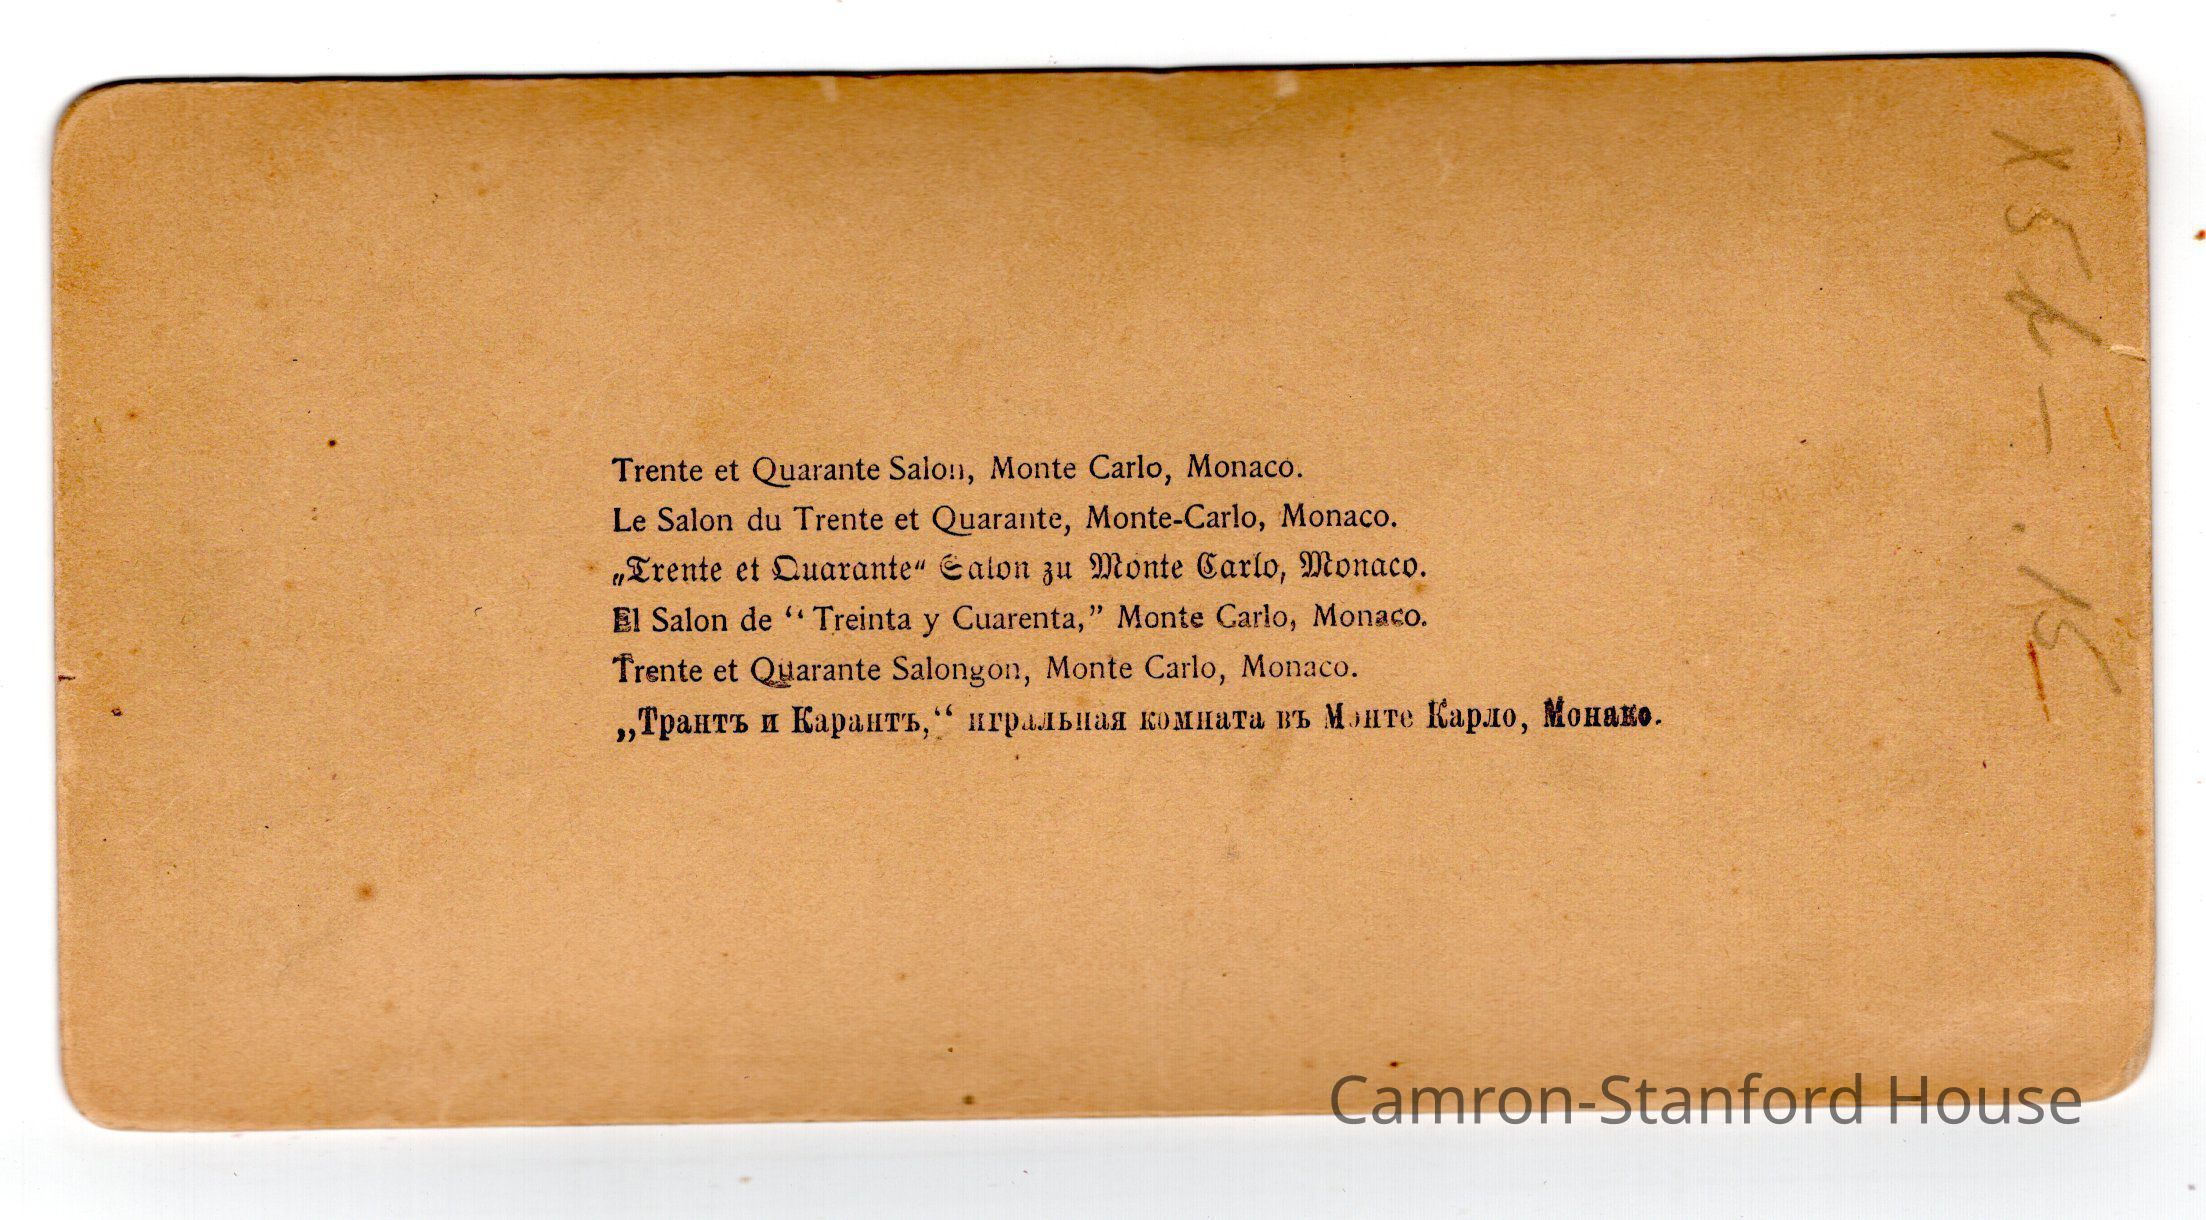 Trente et Quarante Salon, Monte Carlo, Monaco.
Le Salon du Trente et Quarante, Monte-Carlo, Monaco.
„Trente et Quarante“ Salon zu Monte Carlo, Monaco.
El Salon de “Treinta y Cuarenta,” Monte Carlo, Monaco.
Trente et Quarante Salongon, Monte Carlo, Monaco.
„Трантъ и Карантъ,“ игральная комната въ Монте Карло, Монако.
Camron-Stanford House